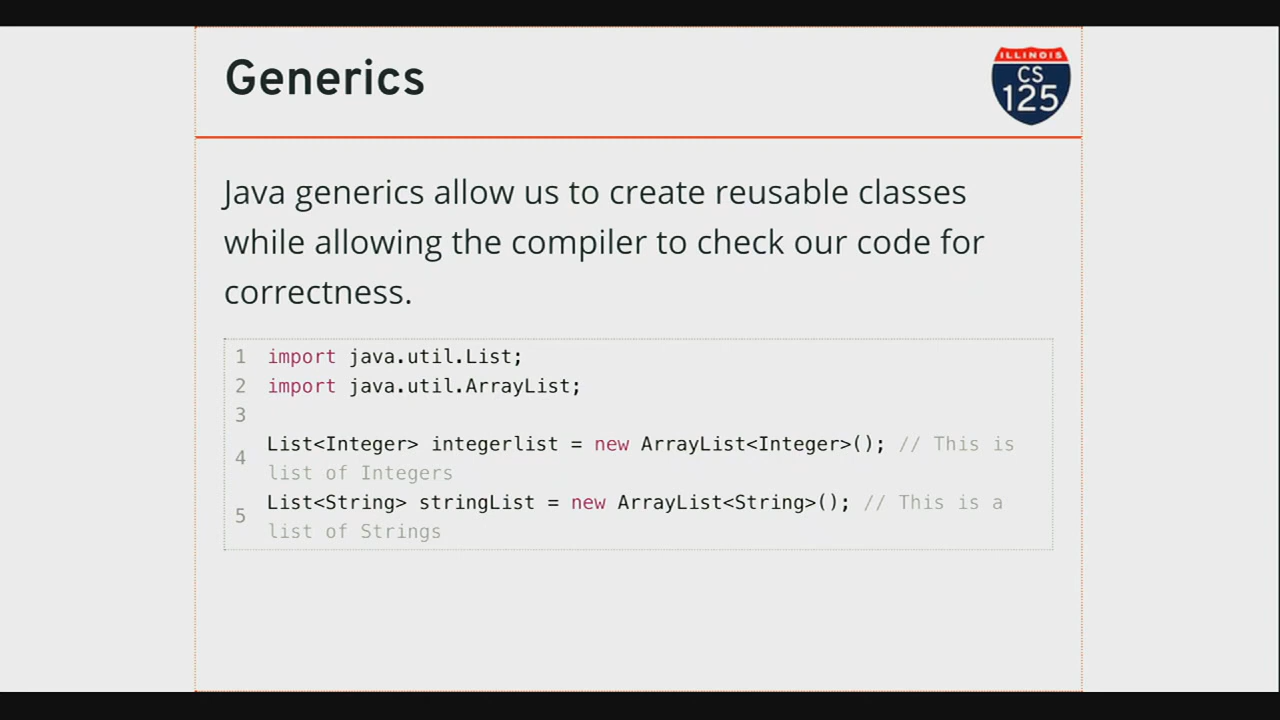 Generics
ILLINOIS
CS
125
Java generics allow us to create reusable classes
while allowing the compiler to check our code for
correctness.
1 import java.util.List;
2 import java.util.ArrayList;
3
4 List<Integer> integerlist = new ArrayList<Integer>(); // This is
list of Integers
5 List<String> stringList = new ArrayList<String>(); // This is a
list of Strings